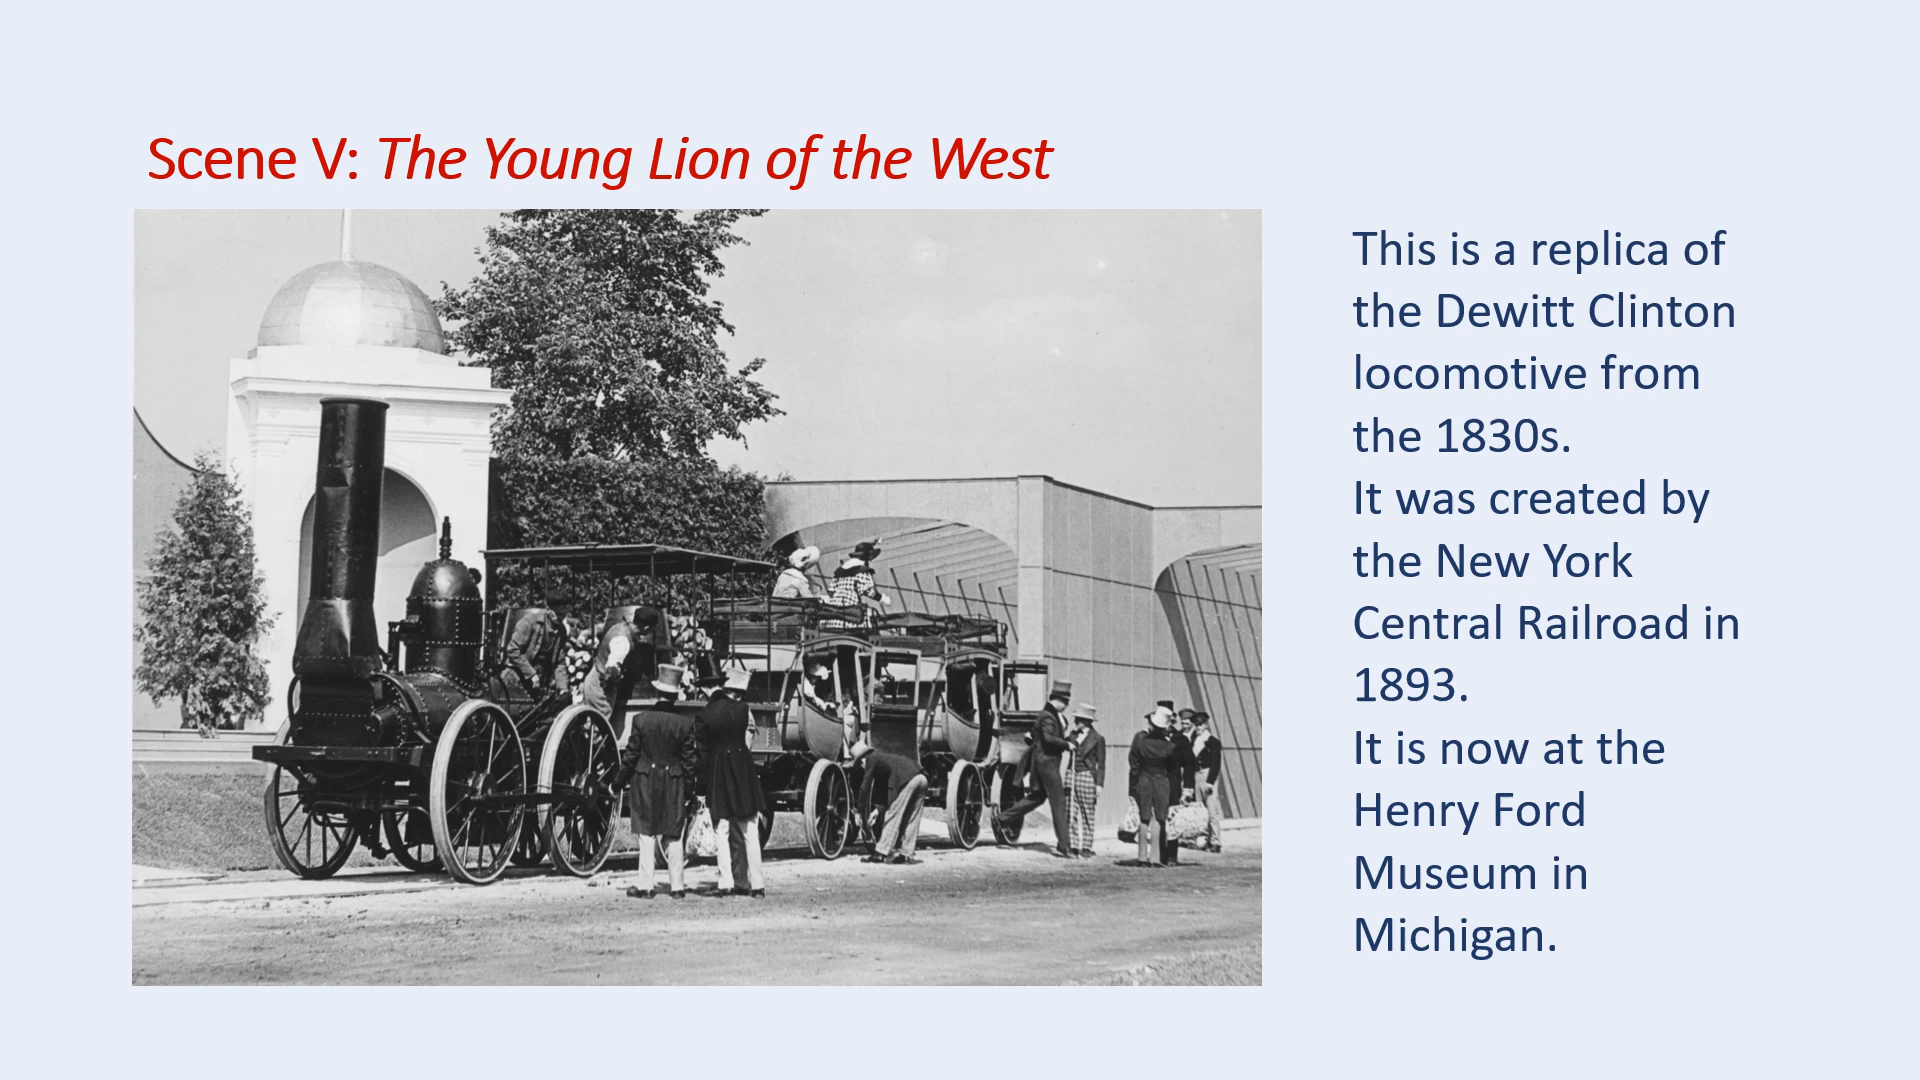 Scene V: The Young Lion of the West
This is a replica of
the Dewitt Clinton
locomotive from
the 1830s.
It was created by
the New York
Central Railroad in
1893.
It is now at the
Henry Ford
Museum in
Michigan.